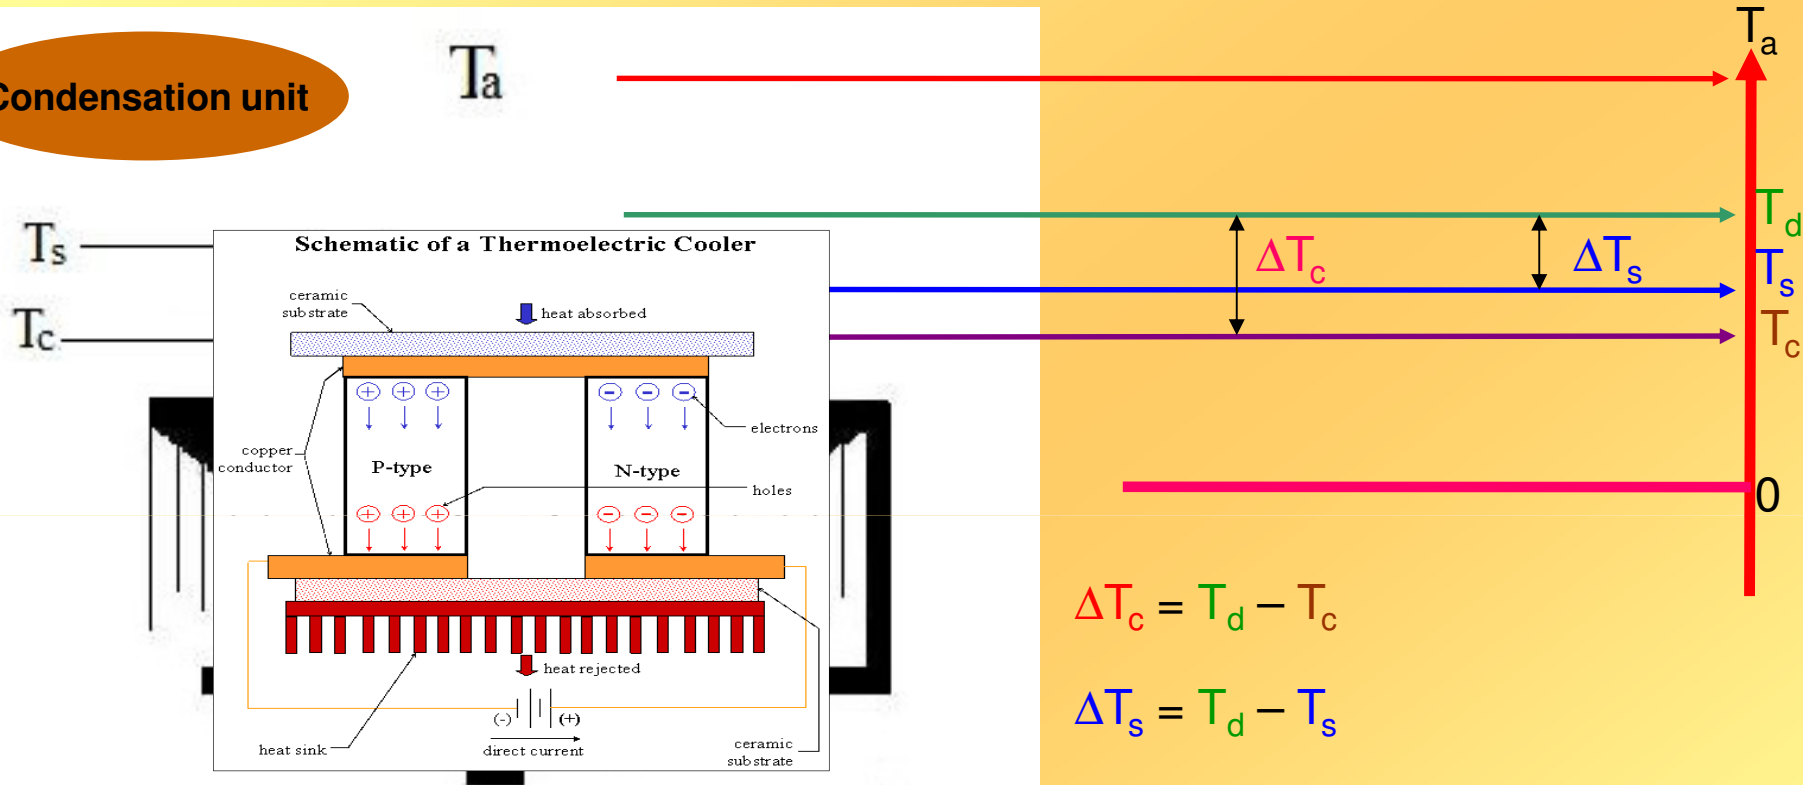 Ta
Ta
Condensation unit
Td
Ts
Schematic of a Thermoelectric Cooler
ΔTc
ΔTs
Ts
ceramic
substrate
heat absorbed
Tc
Tc
electrons
copper
conductor
P-type
N-type
holes
0
ΔTc = Td – Tc
heat rejected
ΔTs = Td – Ts
(-)
(+)
heat sink
direct current
ceramic
substrate